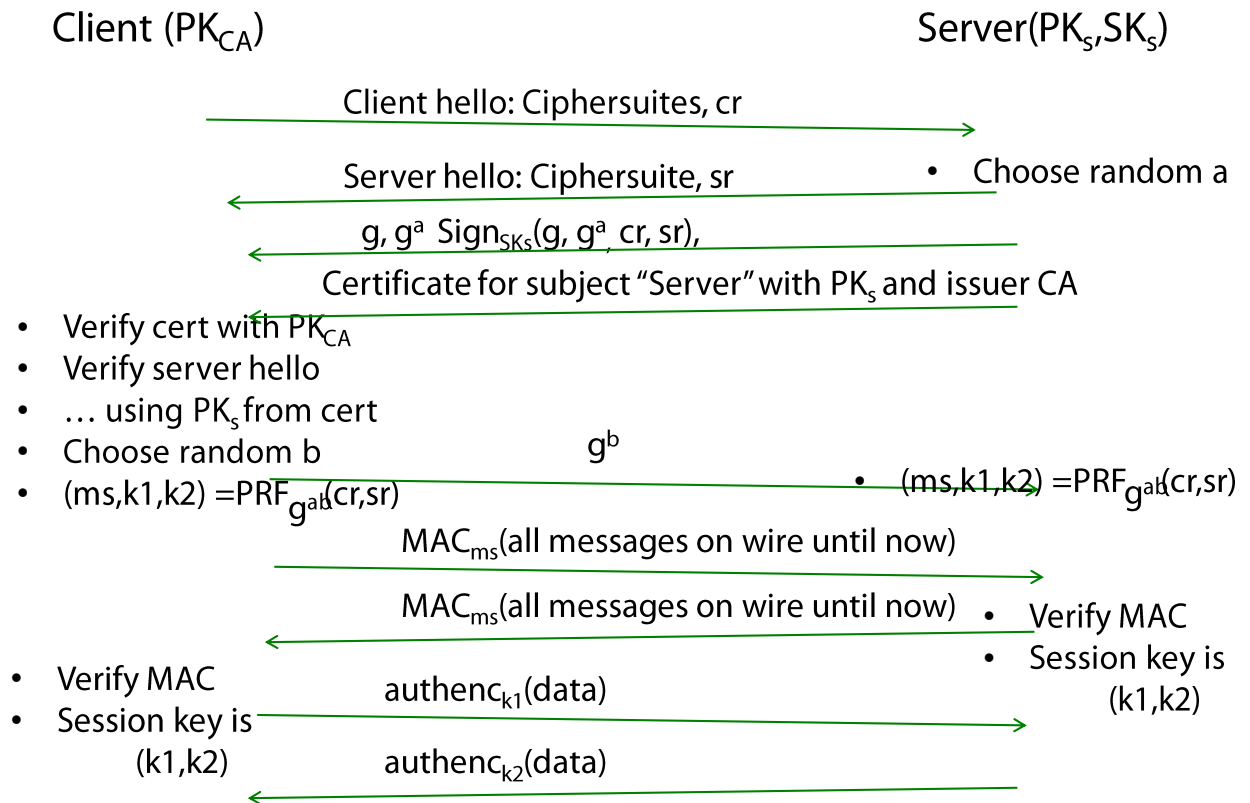 Client (PKCA)
Server(PKs,SKs)
Client hello: Ciphersuites, cr
Server hello: Ciphersuite, sr
• Choose random a
g, ga SignSKs(g, ga, cr, sr),
Certificate for subject “Server” with PKs and issuer CA
• Verify cert with PKCA
• Verify server hello
• … using PKs from cert
• Choose random b
gb
• (ms,k1,k2) =PRFgab(cr,sr)
• (ms,k1,k2) =PRFgab(cr,sr)
MACms(all messages on wire until now)
MACms(all messages on wire until now)
• Verify MAC
• Session key is
(k1,k2)
• Verify MAC
• Session key is
(k1,k2)
authenck1(data)
authenck2(data)